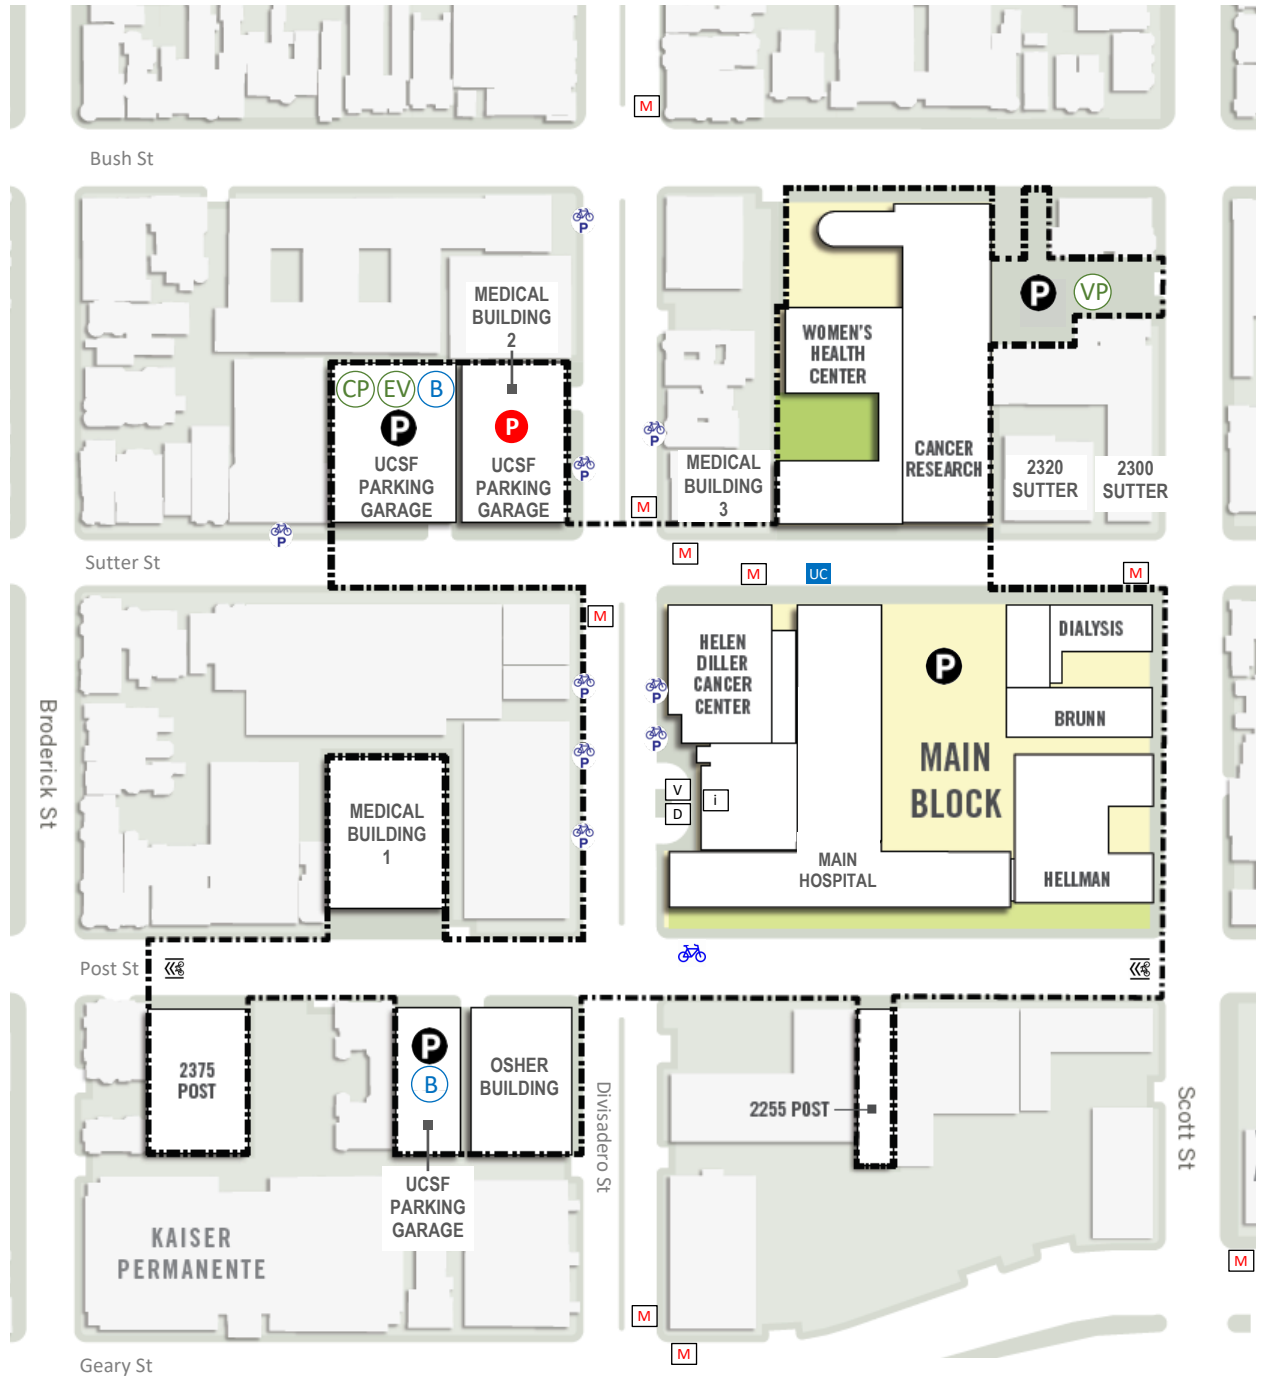 M
Bush St
P
MEDICAL
BUILDING
2
P
VP
WOMEN'S
HEALTH
CENTER
CP
EV
B
P
P
UCSF
PARKING
GARAGE
UCSF
PARKING
GARAGE
P
P
MEDICAL
BUILDING
3
CANCER
RESEARCH
2320
SUTTER
2300
SUTTER
M
P
Sutter St
M
M
UC
M
M
HELEN
DILLER
CANCER
CENTER
P
DIALYSIS
P
P
BRUNN
Broderick St
P
P
MAIN
BLOCK
V
D
i
MEDICAL
BUILDING
1
P
MAIN
HOSPITAL
HELLMAN
Post St
2375
POST
P
B
OSHER
BUILDING
Divisadero St
2255 POST
Scott St
UCSF
PARKING
GARAGE
KAISER
PERMANENTE
M
M
M
Geary St